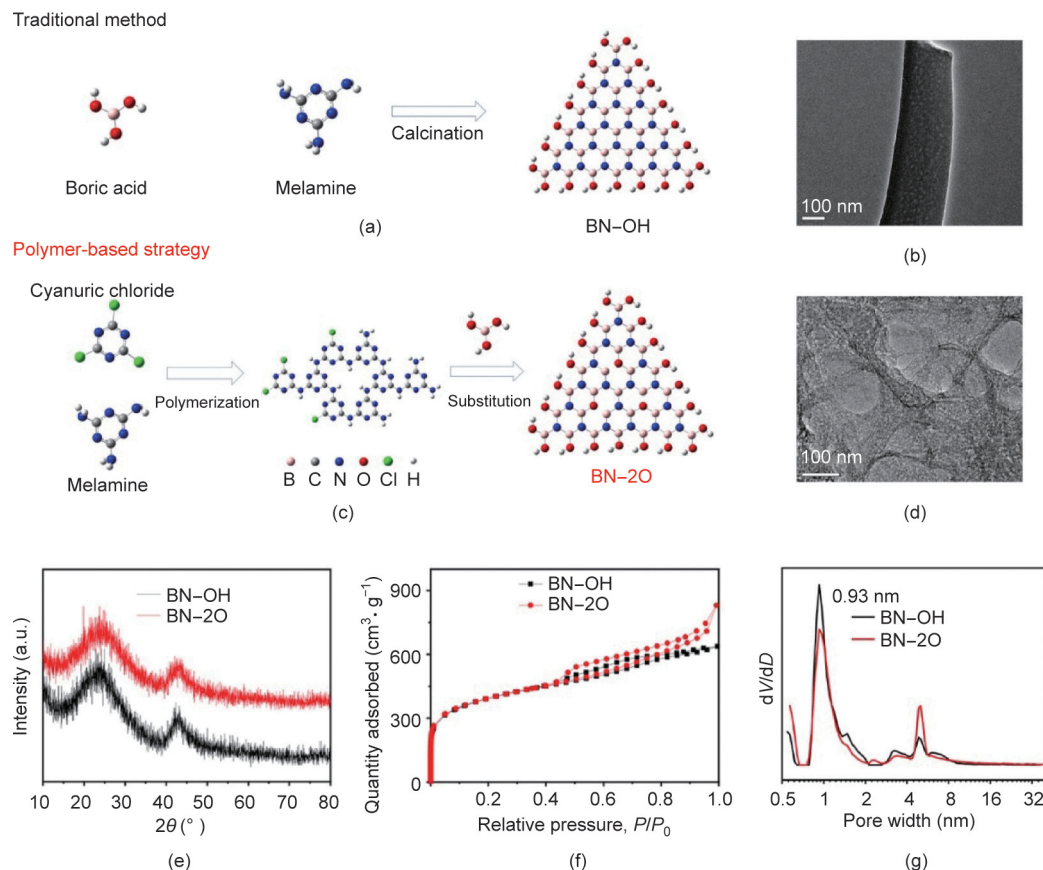 Traditional method
Boric acid
Melamine
Calcination
BN–OH
(a)
100 nm
(b)
Polymer-based strategy
Cyanuric chloride
Melamine
Polymerization
Substitution
B C N O Cl H
BN–2O
(c)
100 nm
(d)
BN–OH
BN–2O
Intensity (a.u.)
10 20 30 40 50 60 70 80
2θ (°)
(e)
BN–OH
BN–2O
Quantity adsorbed (cm³· g⁻¹)
900
600
300
0
0.2 0.4 0.6 0.8 1.0
Relative pressure, P/P₀
(f)
0.93 nm
BN–OH
BN–2O
dV/dD
0.5 1 2 4 8 16 32
Pore width (nm)
(g)